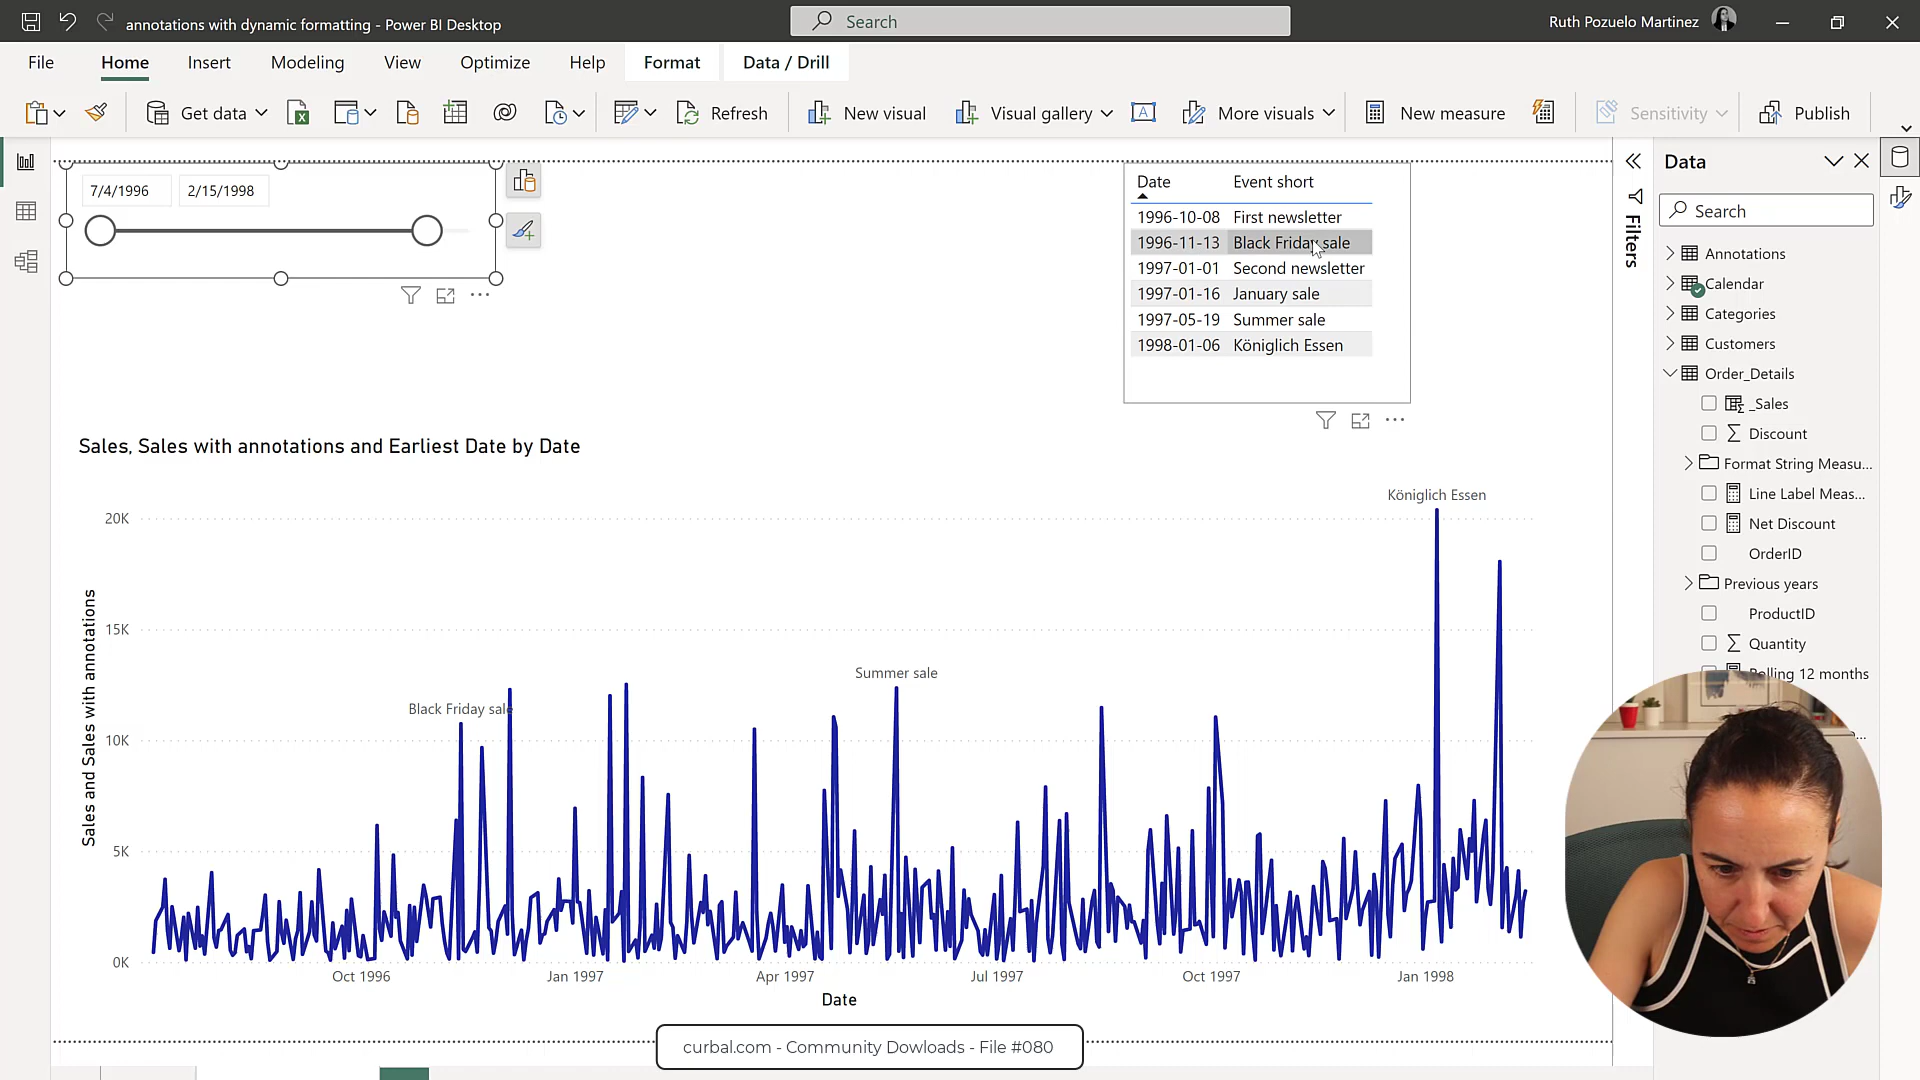 annotations with dynamic formatting - Power BI Desktop
Search
Ruth Pozuelo Martinez
File
Home
Insert
Modeling
View
Optimize
Help
Format
Data / Drill
Get data
Refresh
New visual
Visual gallery
More visuals
New measure
Sensitivity
Publish
7/4/1996
2/15/1998
Date Event short
1996-10-08 First newsletter
1996-11-13 Black Friday sale
1997-01-01 Second newsletter
1997-01-16 January sale
1997-05-19 Summer sale
1998-01-06 Königlich Essen
Filters
Data
Search
Annotations
Calendar
Categories
Customers
Order_Details
_Sales
Discount
Format String Measu...
Line Label Meas...
Net Discount
OrderID
Previous years
ProductID
Quantity
Rolling 12 months
Sales, Sales with annotations and Earliest Date by Date
Sales and Sales with annotations
20K
15K
10K
5K
0K
Königlich Essen
Summer sale
Black Friday sale
Oct 1996
Jan 1997
Apr 1997
Jul 1997
Oct 1997
Jan 1998
Date
curbal.com - Community Dowloads - File #080